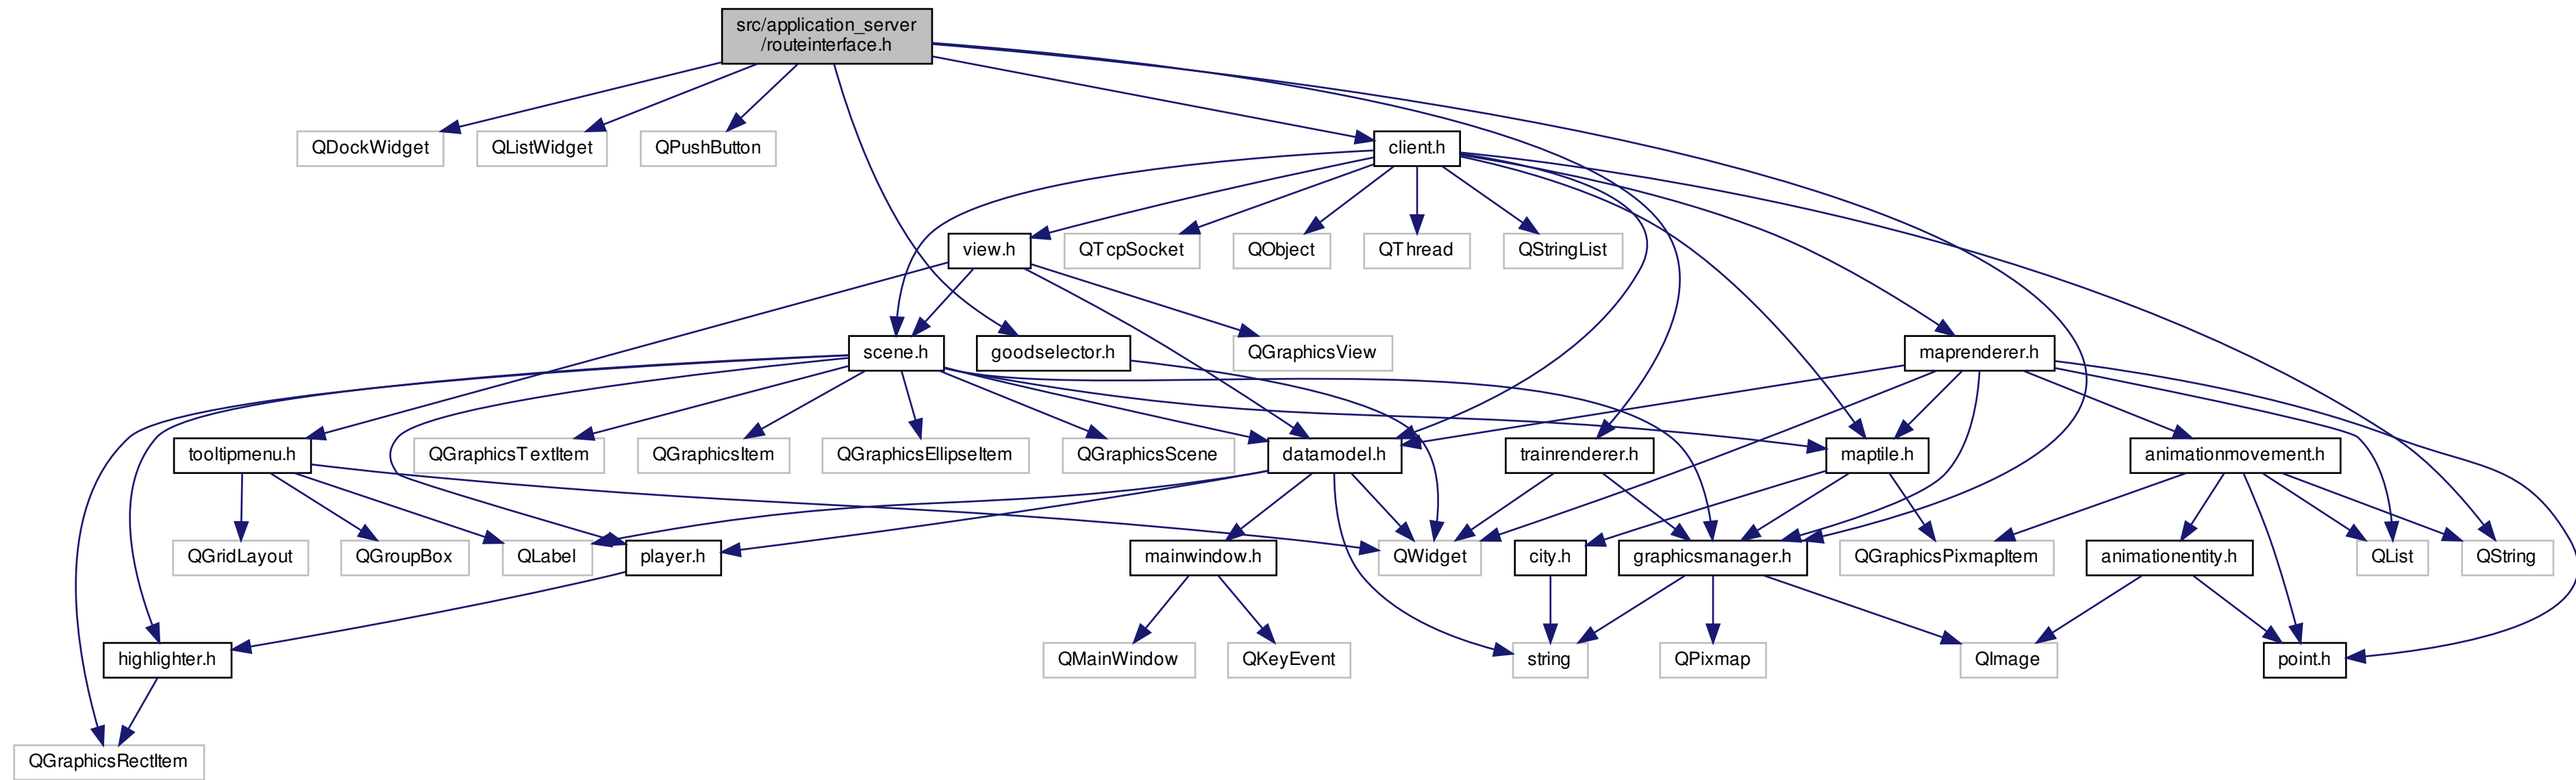 src/application_server
/routeinterface.h
QDockWidget
QListWidget
QPushButton
client.h
view.h
QTcpSocket
QObject
QThread
QStringList
scene.h
goodselector.h
QGraphicsView
maprenderer.h
tooltipmenu.h
QGraphicsTextItem
QGraphicsItem
QGraphicsEllipseItem
QGraphicsScene
datamodel.h
trainrenderer.h
maptile.h
animationmovement.h
QGridLayout
QGroupBox
QLabel
player.h
mainwindow.h
QWidget
city.h
graphicsmanager.h
QGraphicsPixmapItem
animationentity.h
QList
QString
highlighter.h
QMainWindow
QKeyEvent
string
QPixmap
QImage
point.h
QGraphicsRectItem